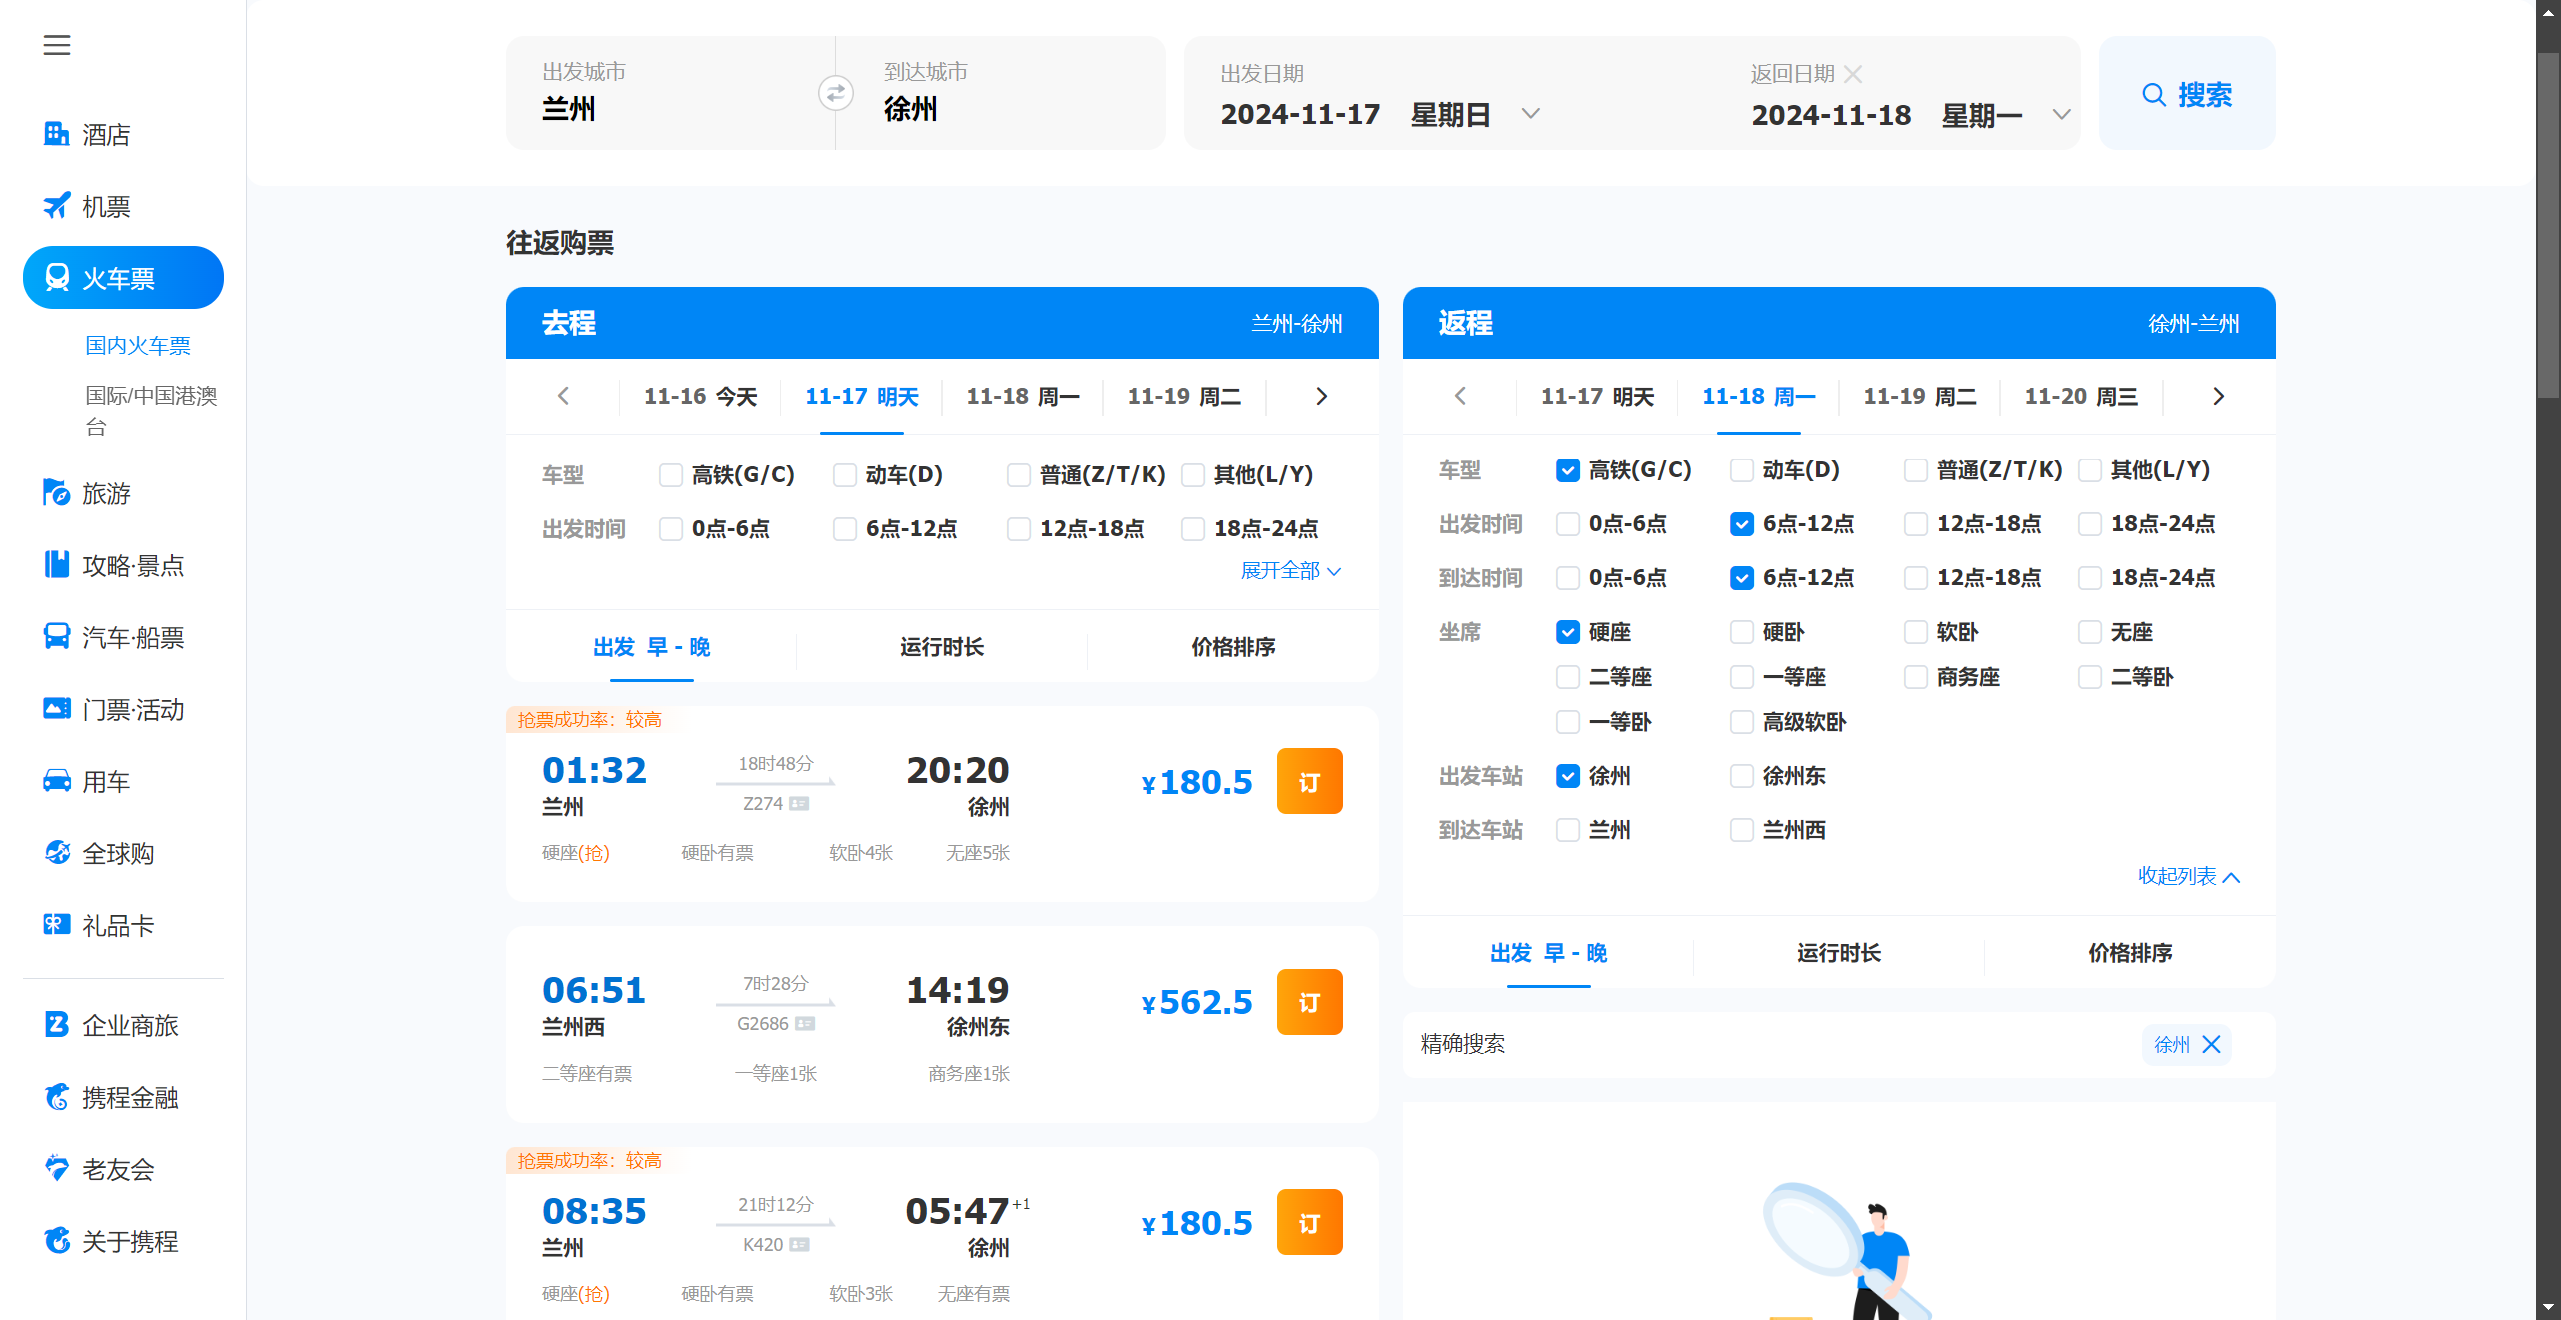 酒店
机票
火车票
国内火车票
国际/中国港澳
台
旅游
攻略·景点
汽车·船票
门票·活动
用车
全球购
礼品卡
企业商旅
携程金融
老友会
关于携程
出发城市
兰州
到达城市
徐州
出发日期
2024-11-17 星期日
返回日期
2024-11-18 星期一
搜索
往返购票
去程 兰州-徐州
11-16 今天 11-17 明天 11-18 周一 11-19 周二
车型 高铁(G/C) 动车(D) 普通(Z/T/K) 其他(L/Y)
出发时间 0点-6点 6点-12点 12点-18点 18点-24点
展开全部
出发 早 - 晚 运行时长 价格排序
抢票成功率：较高
01:32 18时48分 20:20 ¥180.5 订
兰州 Z274 徐州
硬座(抢) 硬卧有票 软卧4张 无座5张
06:51 7时28分 14:19 ¥562.5 订
兰州西 G2686 徐州东
二等座有票 一等座1张 商务座1张
抢票成功率：较高
08:35 21时12分 05:47+1 ¥180.5 订
兰州 K420 徐州
硬座(抢) 硬卧有票 软卧3张 无座有票
返程 徐州-兰州
11-17 明天 11-18 周一 11-19 周二 11-20 周三
车型 高铁(G/C) 动车(D) 普通(Z/T/K) 其他(L/Y)
出发时间 0点-6点 6点-12点 12点-18点 18点-24点
到达时间 0点-6点 6点-12点 12点-18点 18点-24点
坐席 硬座 硬卧 软卧 无座
二等座 一等座 商务座 二等卧
一等卧 高级软卧
出发车站 徐州 徐州东
到达车站 兰州 兰州西
收起列表
出发 早 - 晚 运行时长 价格排序
精确搜索 徐州